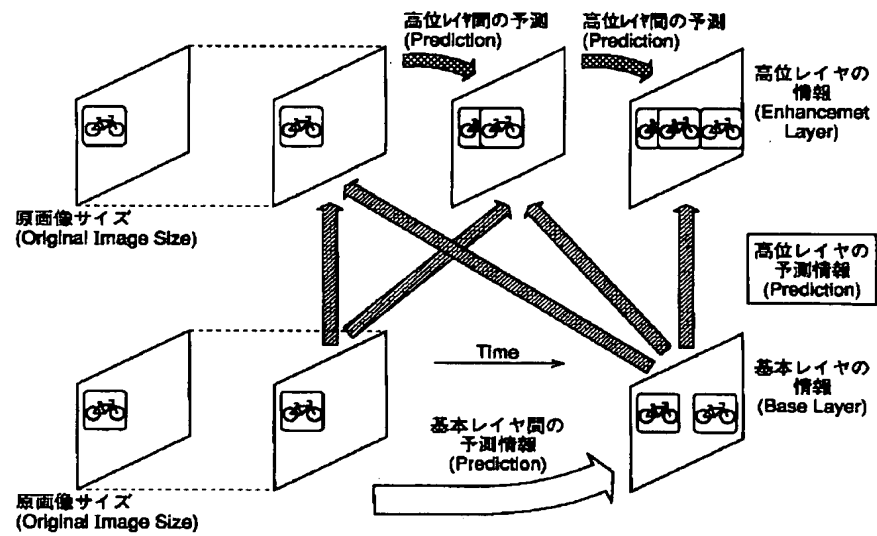 高位レイヤ間の予測
(Prediction)
高位レイヤ間の予測
(Prediction)
高位レイヤの
情報
(Enhancemet
Layer)
原画像サイズ
(Original Image Size)
高位レイヤの
予測情報
(Prediction)
Time
基本レイヤの
情報
(Base Layer)
基本レイヤ間の
予測情報
(Prediction)
原画像サイズ
(Original Image Size)